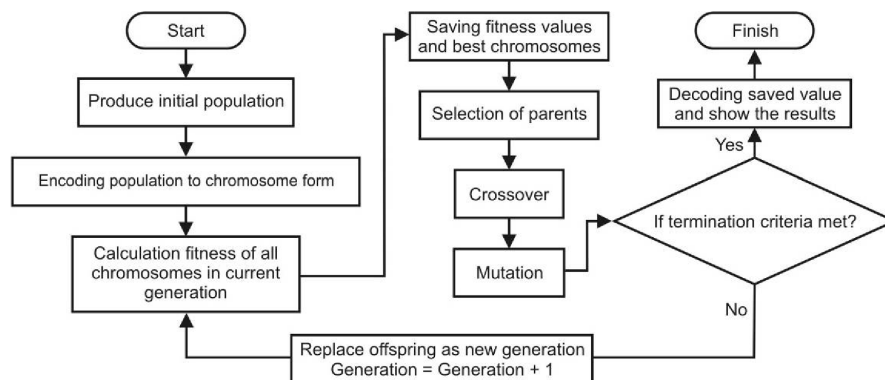 Start
Produce initial population
Encoding population to chromosome form
Calculation fitness of all
chromosomes in current
generation
Saving fitness values
and best chromosomes
Selection of parents
Crossover
Mutation
If termination criteria met?
Yes
Decoding saved value
and show the results
Finish
No
Replace offspring as new generation
Generation = Generation + 1